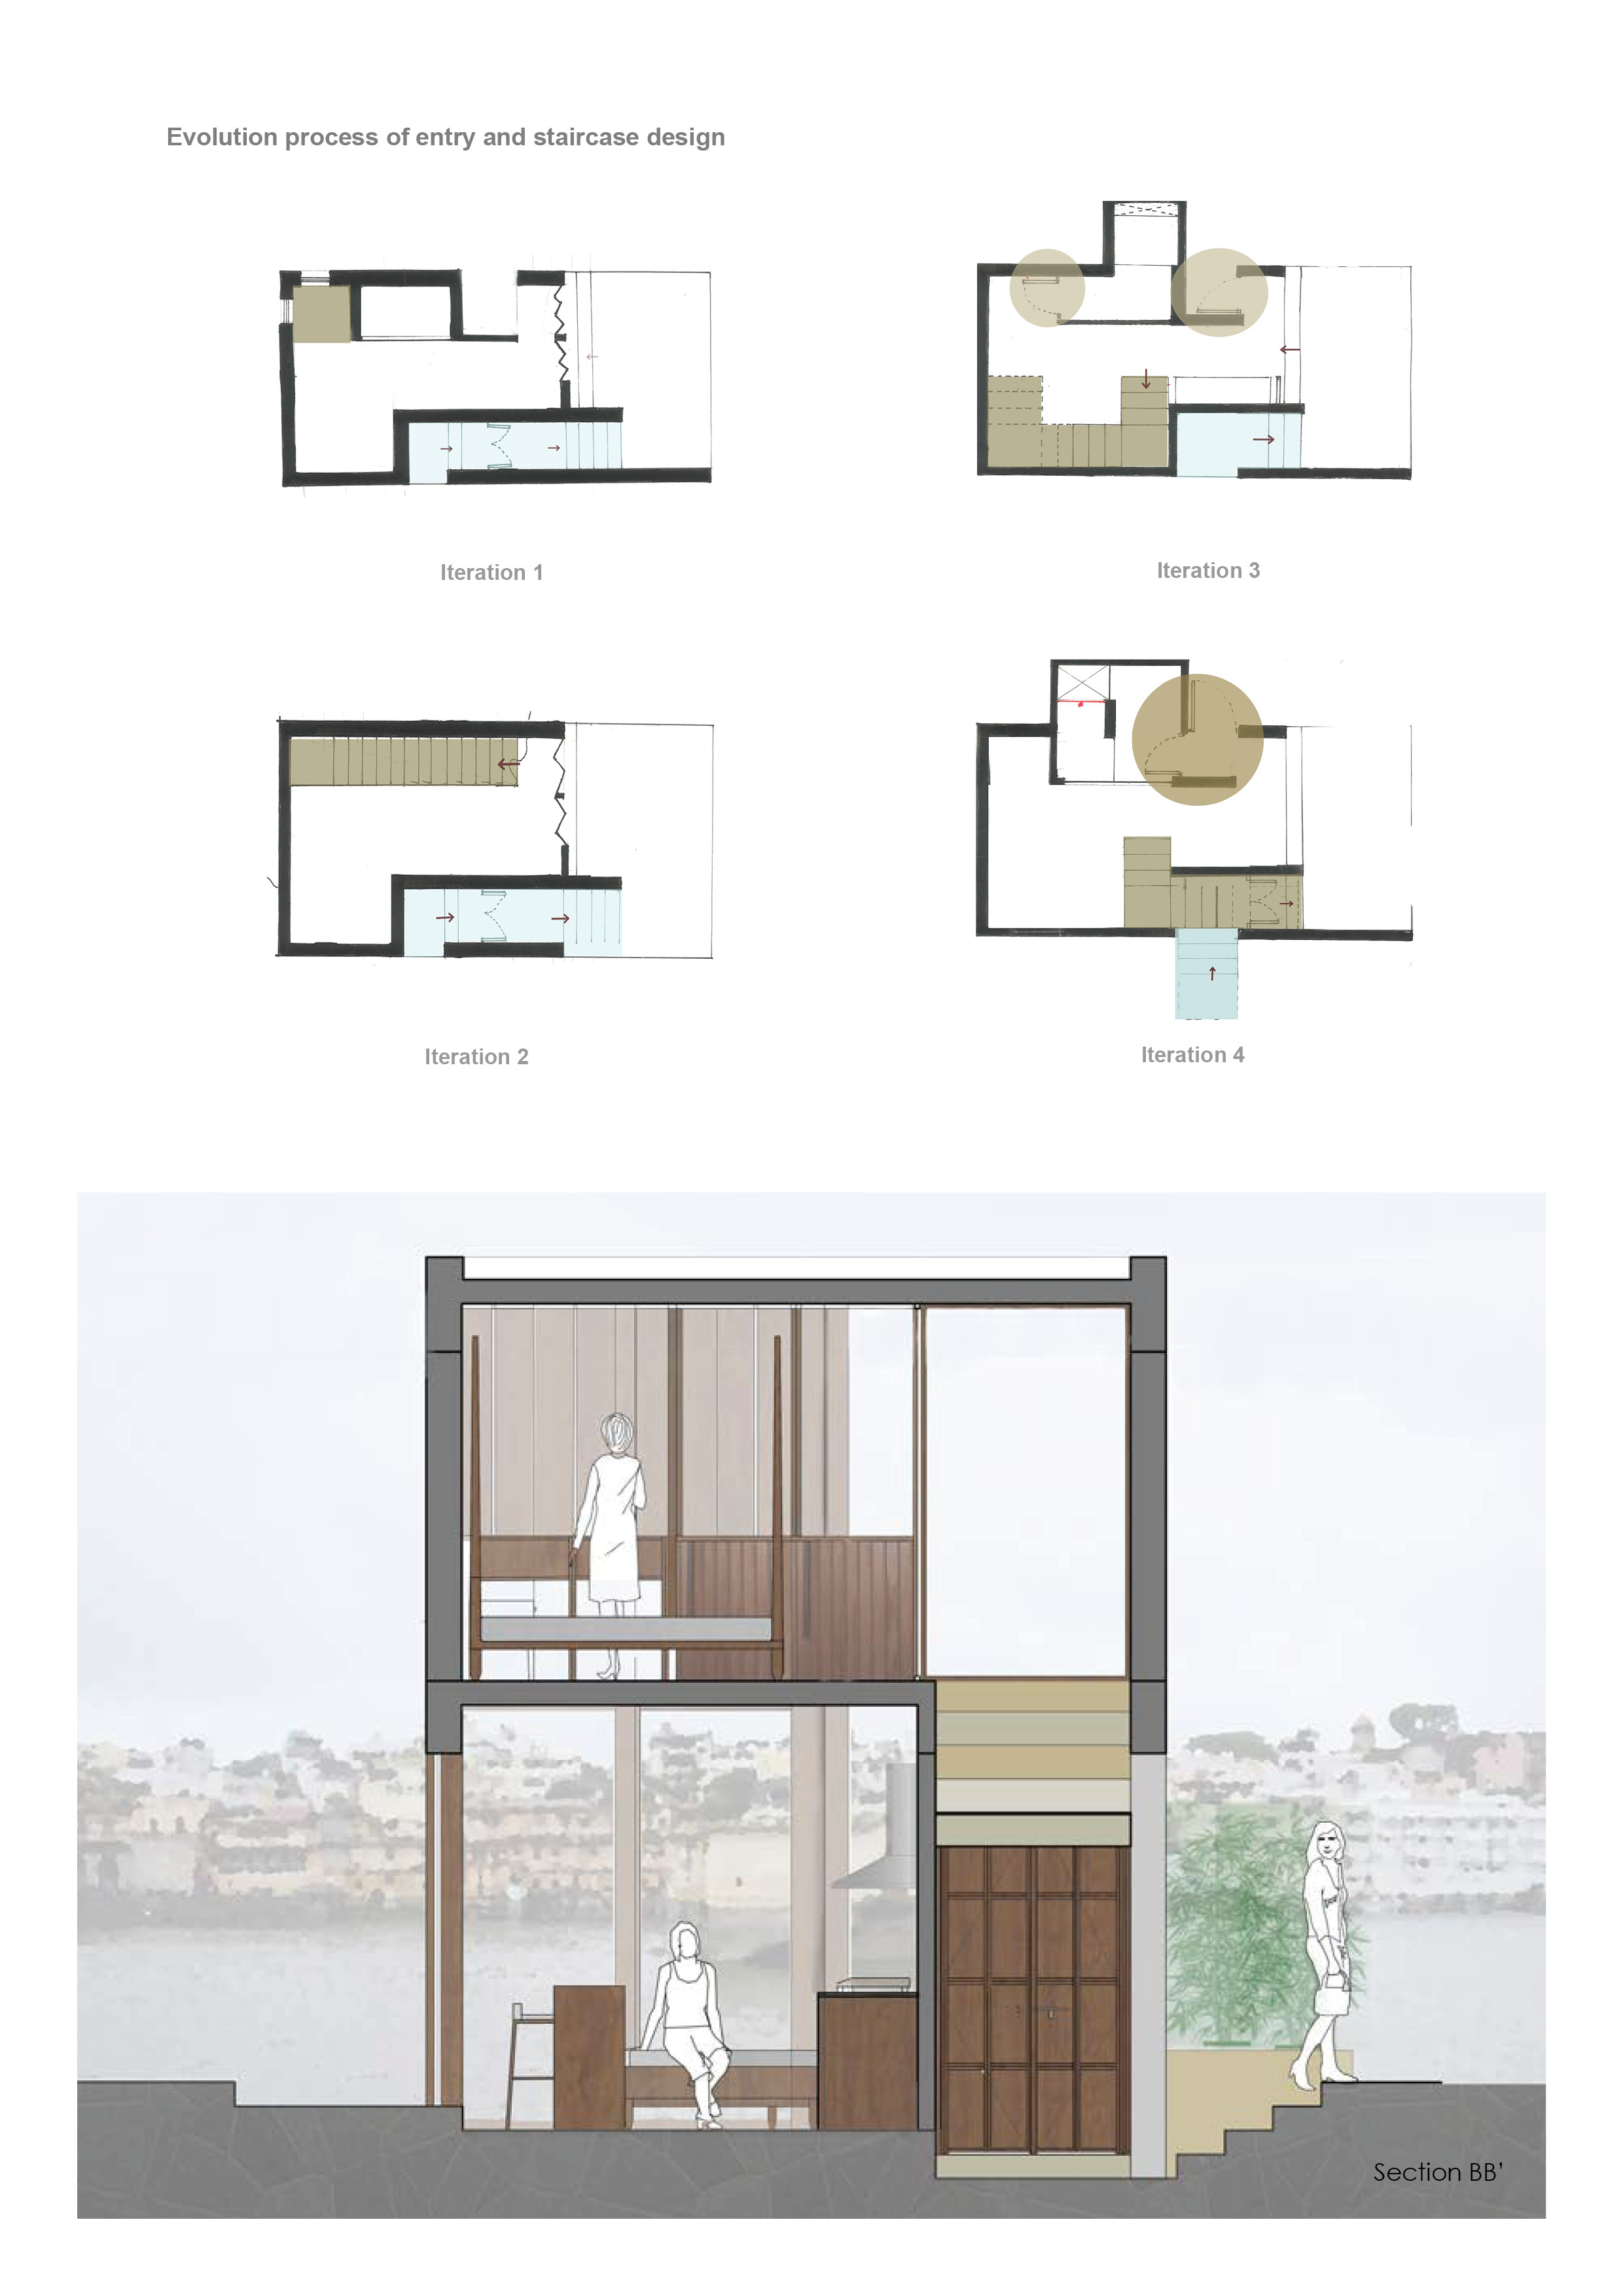 Evolution process of entry and staircase design
Iteration 1
Iteration 3
Iteration 2
Iteration 4
Section BB’